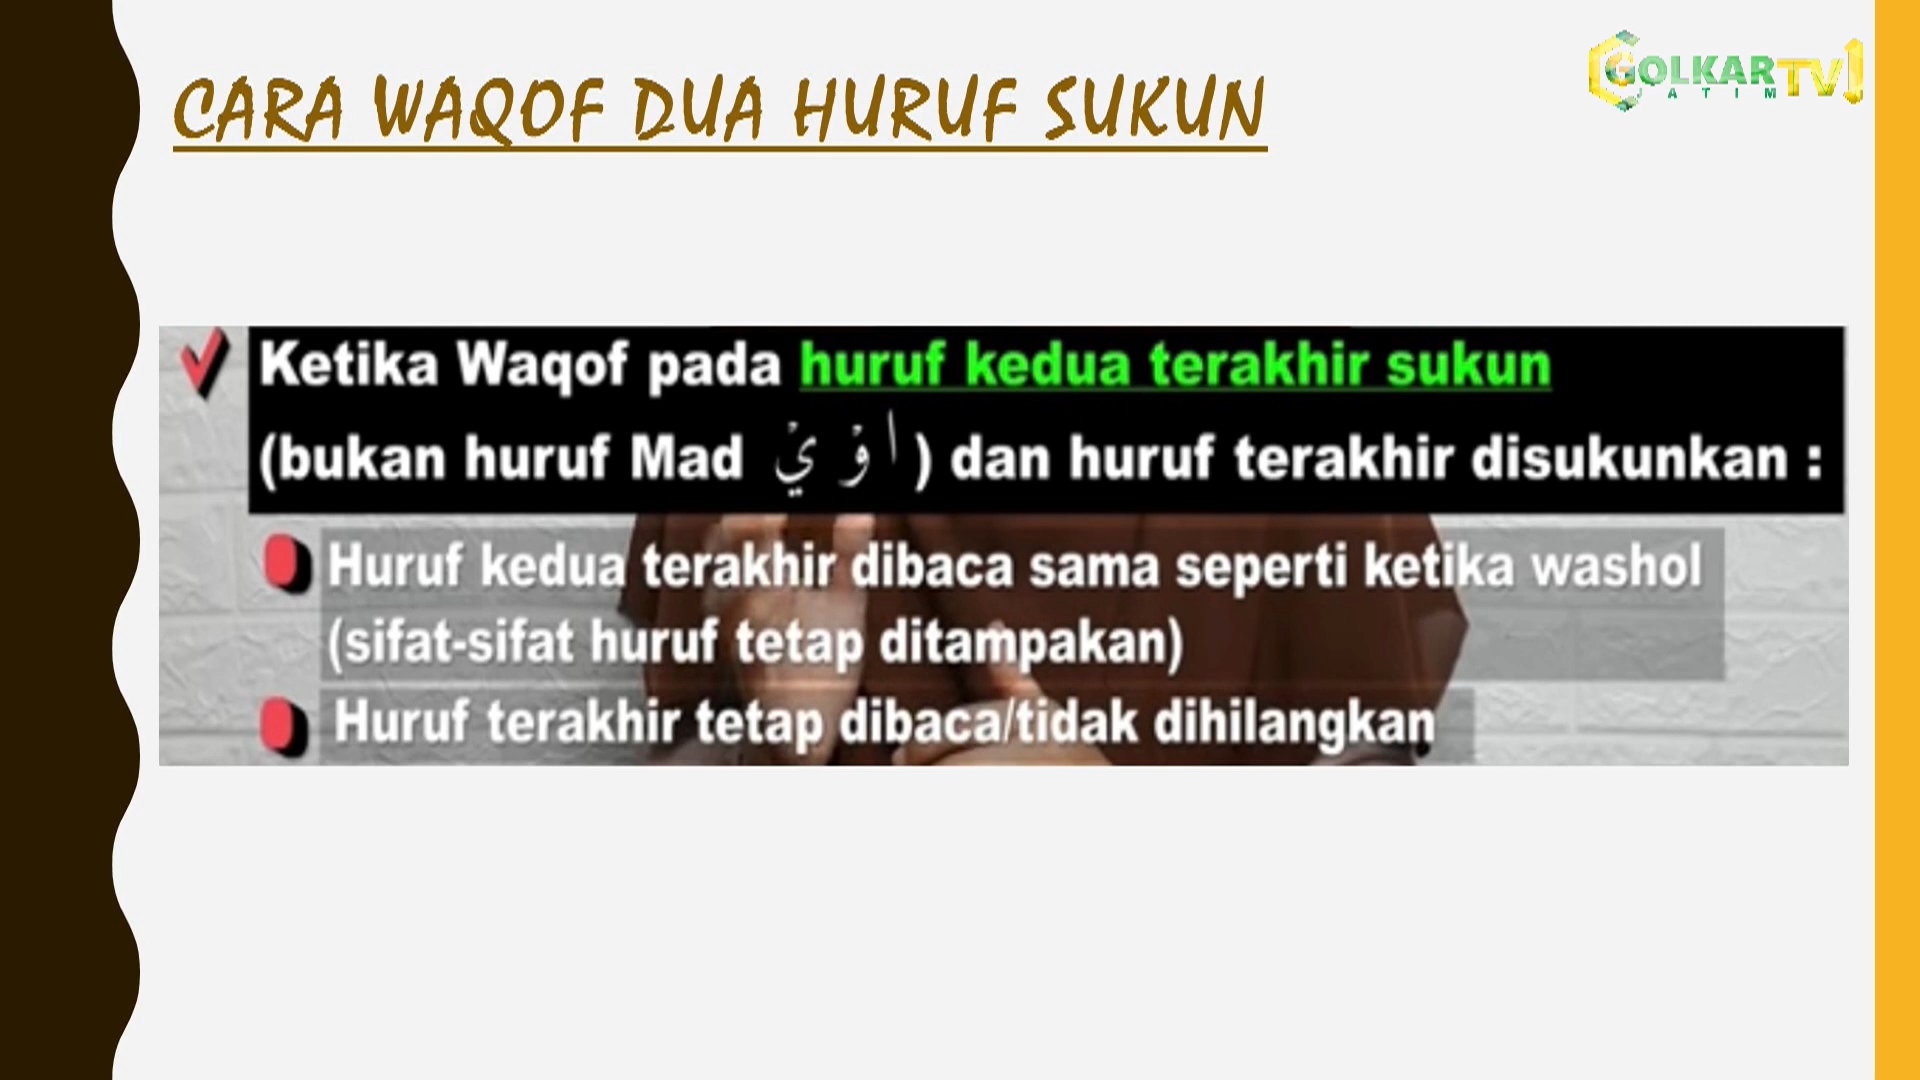 CARA WAQOF DUA HURUF SUKUN
GOLKAR TV
JATIM
Ketika Waqof pada huruf kedua terakhir sukun
(bukan huruf Mad ا وْ يْ ) dan huruf terakhir disukunkan :
Huruf kedua terakhir dibaca sama seperti ketika washol
(sifat-sifat huruf tetap ditampakan)
Huruf terakhir tetap dibaca/tidak dihilangkan